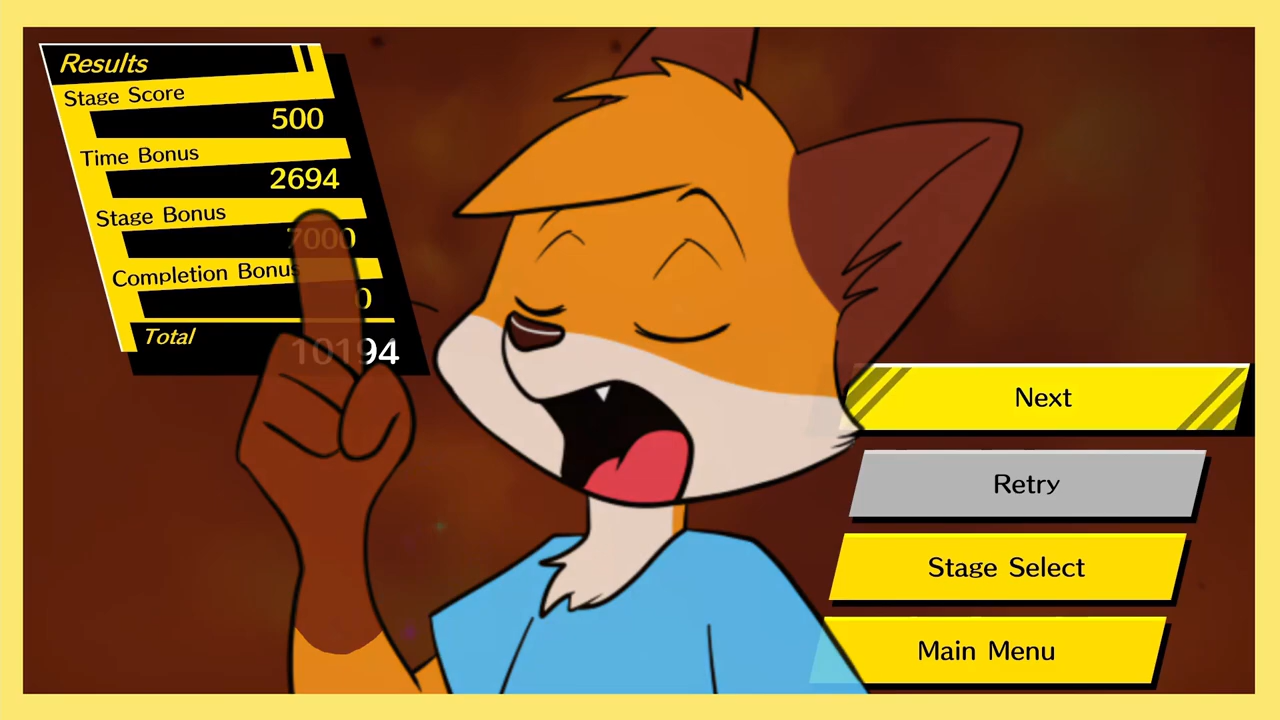 Results
Stage Score
500
Time Bonus
2694
Stage Bonus
7000
Completion Bonus
0
Total
10194
Next
Retry
Stage Select
Main Menu